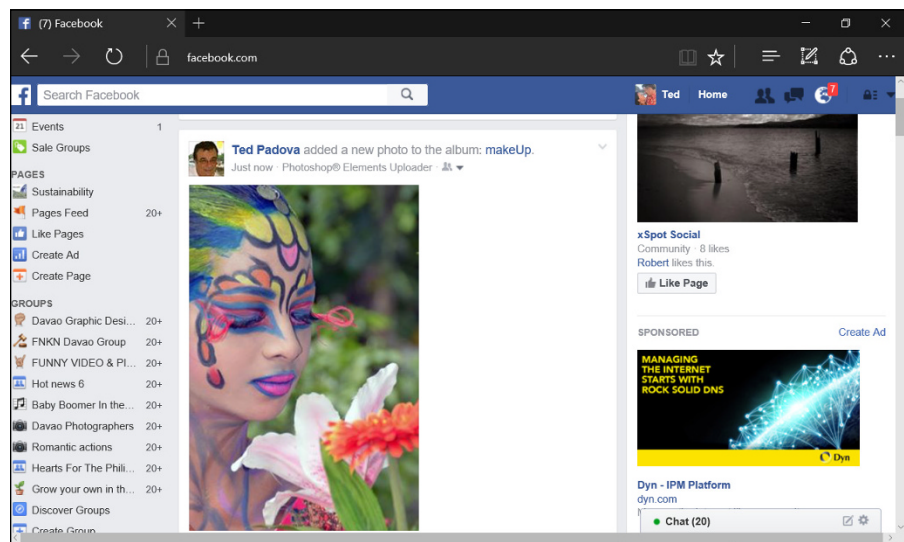 (7) Facebook
facebook.com
Search Facebook
Ted Home 7
21 Events 1
Sale Groups
PAGES
Sustainability
Pages Feed 20+
Like Pages
Create Ad
Create Page
GROUPS
Davao Graphic Desi... 20+
FNKN Davao Group 20+
FUNNY VIDEO & PI... 20+
Hot news 6 20+
Baby Boomer In the... 20+
Davao Photographers 20+
Romantic actions 20+
Hearts For The Phili... 20+
Grow your own in th... 20+
Discover Groups
Create Group
Ted Padova added a new photo to the album: makeUp.
Just now · Photoshop® Elements Uploader ·
xSpot Social
Community · 8 likes
Robert likes this.
Like Page
SPONSORED Create Ad
MANAGING
THE INTERNET
STARTS WITH
ROCK SOLID DNS
Dyn
Dyn - IPM Platform
dyn.com
Chat (20)